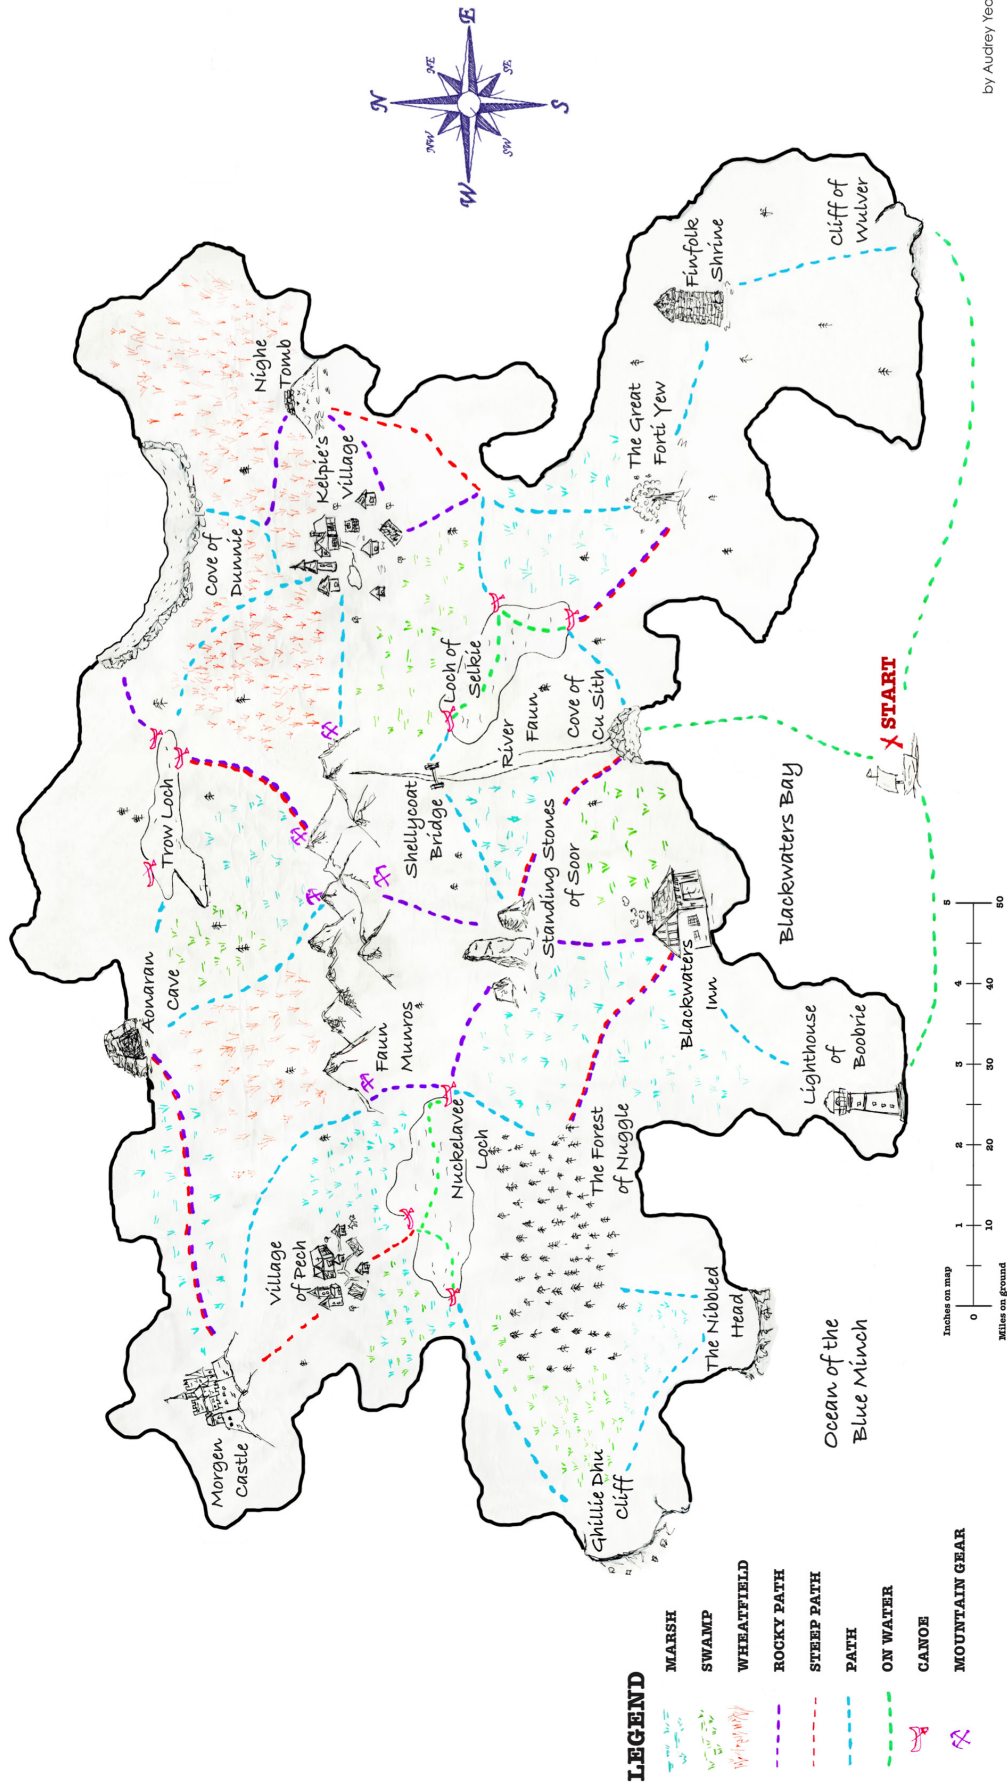 N
NE
E
SE
S
SW
W
NW
Nighe
Tomb
Kelpie's
Village
Cove of
Dunnie
Trow Loch
Aonaran
Cave
Faun
Munros
Village
of Pech
Morgen
Castle
Finfolk
Shrine
Cliff of
Wulver
The Great
Forti Yew
Loch of
Selkie
River
Faun
Cove of
Cu Sith
Shellycoat
Bridge
Standing Stones
of Soor
Nuckelavee
Loch
The Forest
of Nuggle
Blackwaters
Inn
Lighthouse
of
Boobrie
The Nibbled
Head
Ghillie Dhu
Cliff
Blackwaters Bay
X START
Ocean of the
Blue Minch
Inches on map
1 2 3 4 5
0 10 20 30 40 50
Miles on ground
LEGEND
MARSH
SWAMP
WHEATFIELD
ROCKY PATH
STEEP PATH
PATH
ON WATER
CANOE
MOUNTAIN GEAR